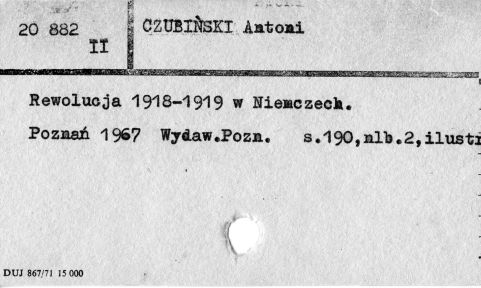 20 882
II
CZUBIŃSKI Antoni
Rewolucja 1918-1919 w Niemczech.
Poznań 1967 Wydaw.Pozn. s.190,nlb.2,ilustr
DUJ 867/71 15 000